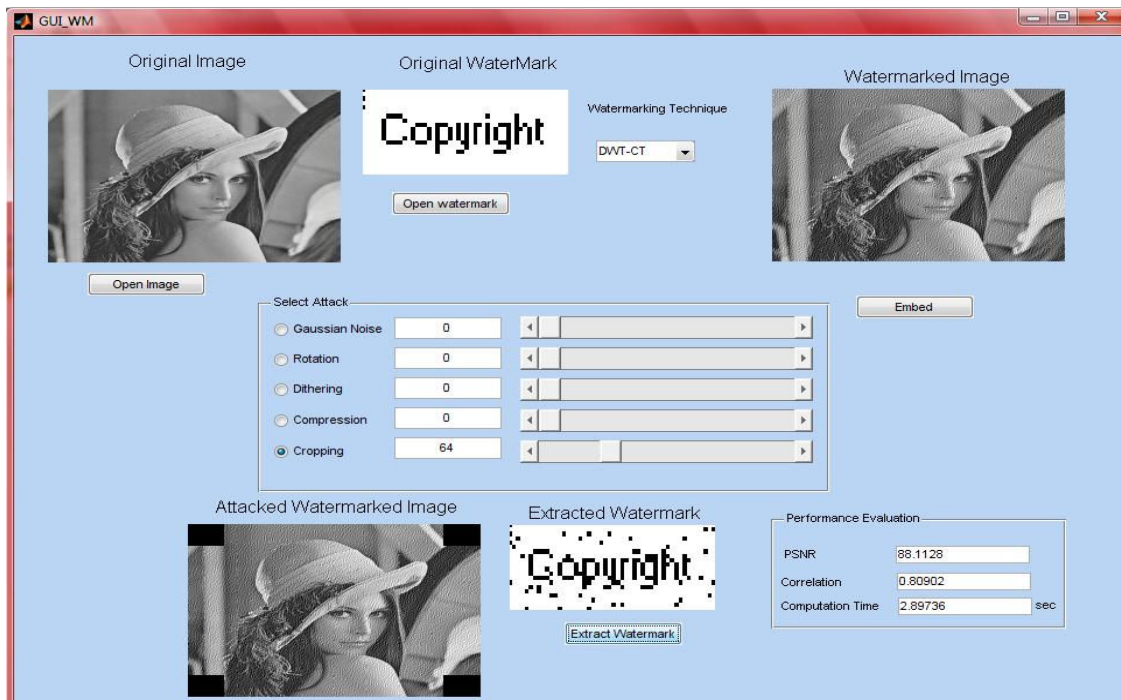 GUI_WM
Original Image
Original WaterMark
Watermarked Image
Copyright
Watermarking Technique
DWT-CT
Open watermark
Open Image
Embed
Select Attack
Gaussian Noise 0
Rotation 0
Dithering 0
Compression 0
Cropping 64
Attacked Watermarked Image
Extracted Watermark
Copyright
Extract Watermark
Performance Evaluation
PSNR 88.1128
Correlation 0.80902
Computation Time 2.89736 sec